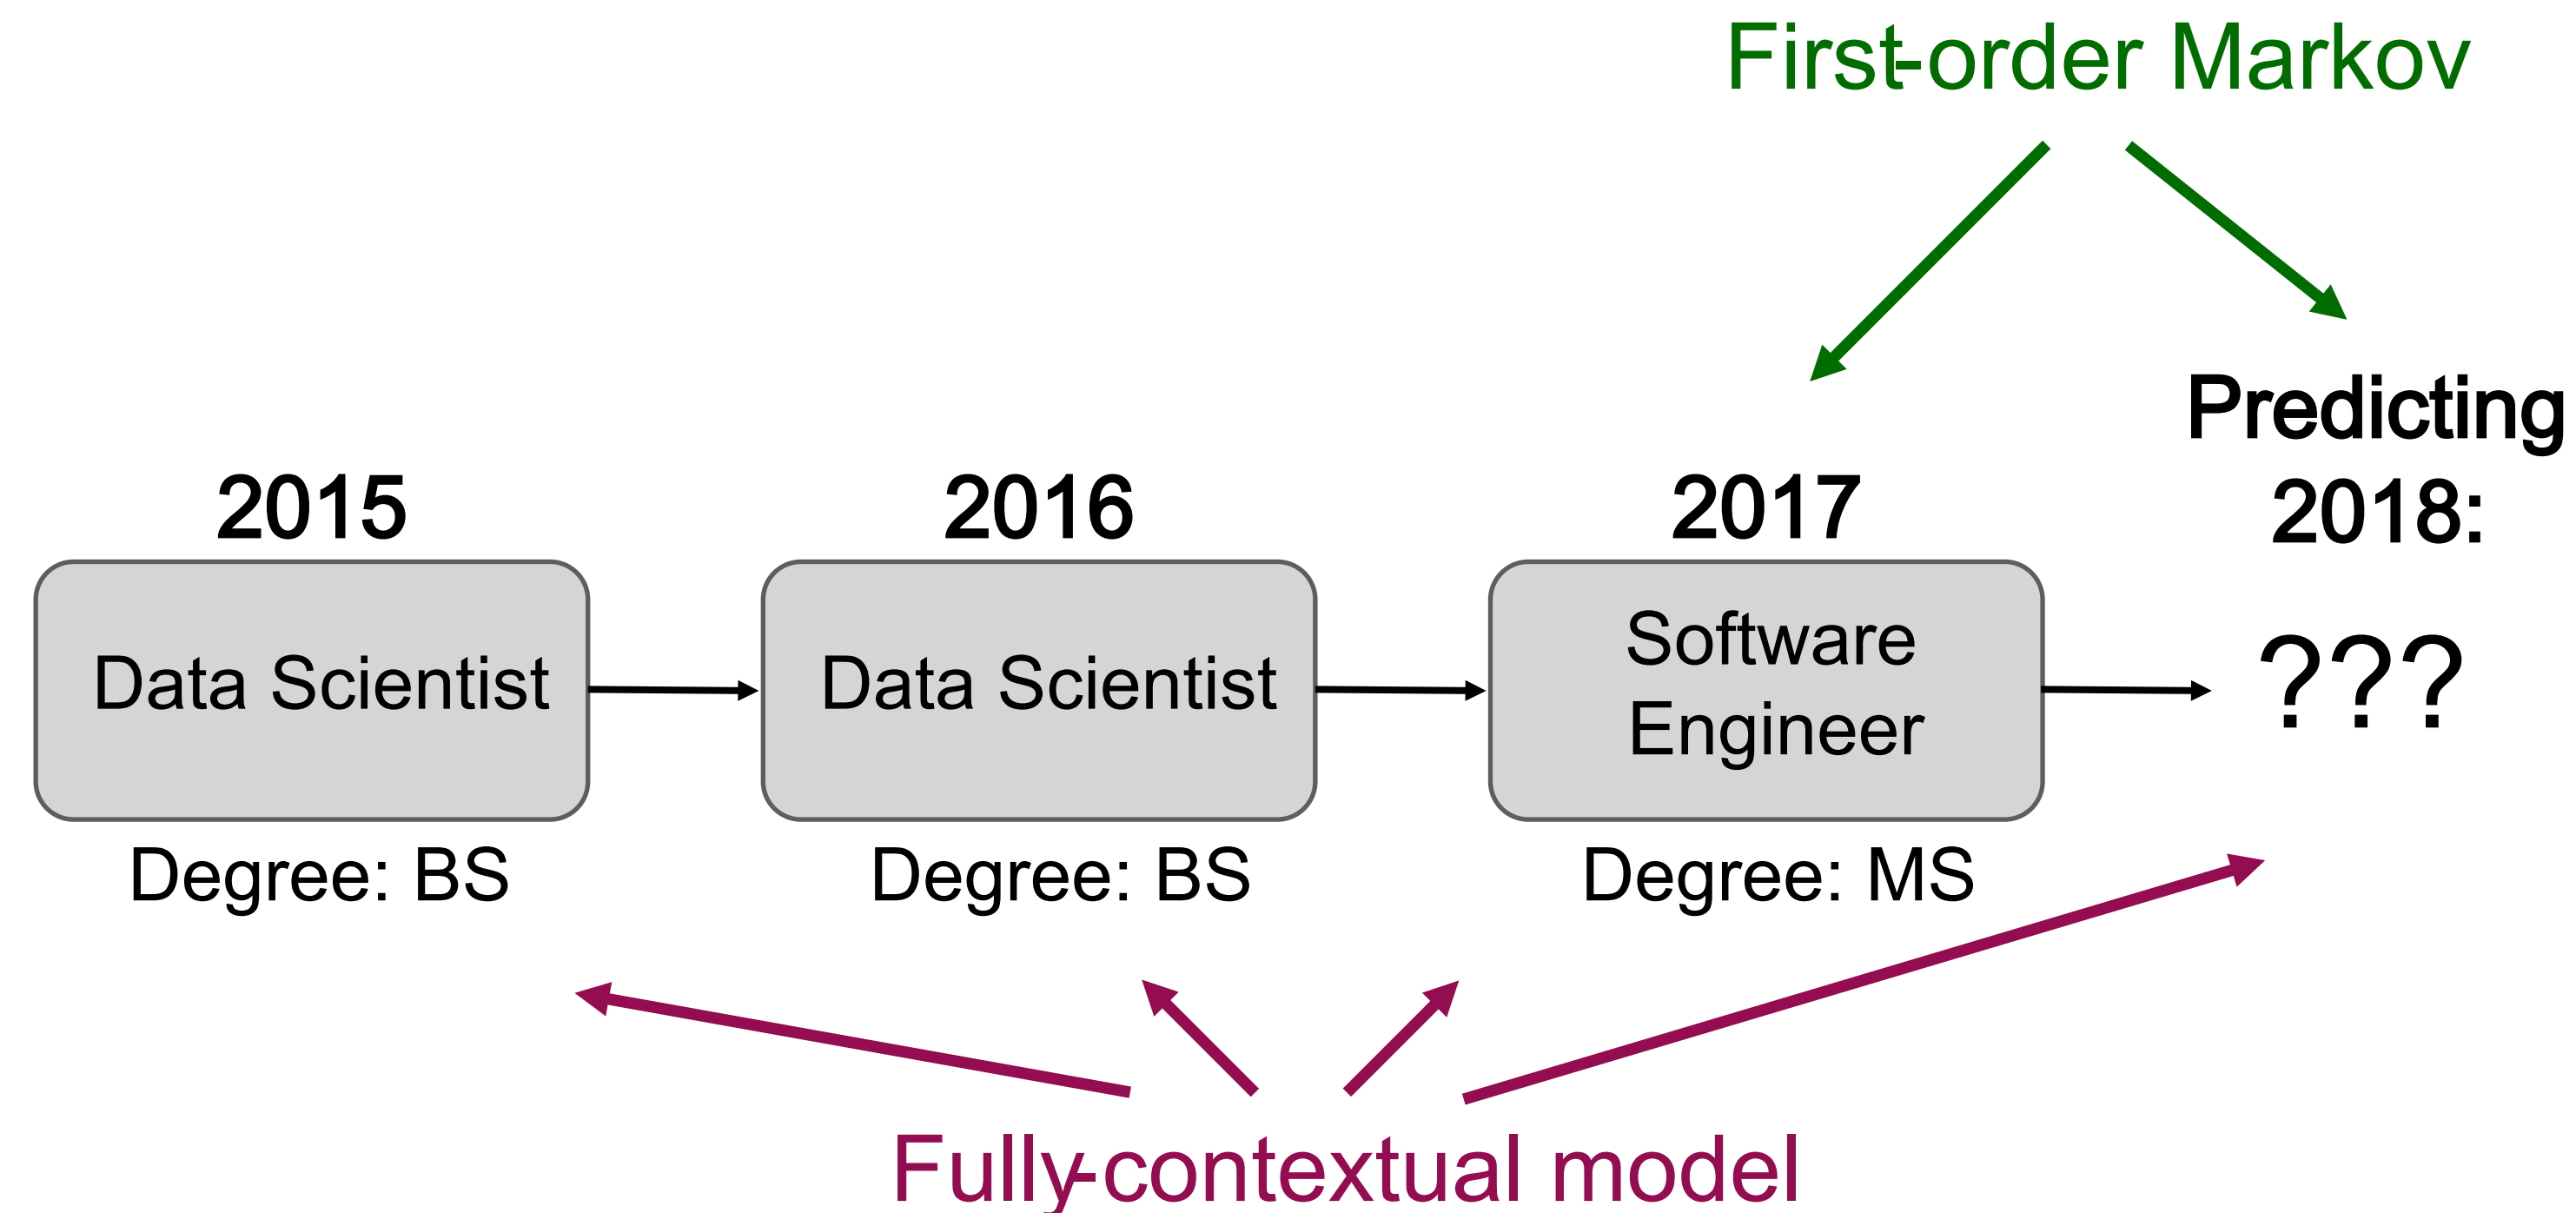 First-order Markov
Predicting
2018:
2015
2016
2017
Data Scientist
Data Scientist
Software
Engineer
???
Degree: BS
Degree: BS
Degree: MS
Fully-contextual model